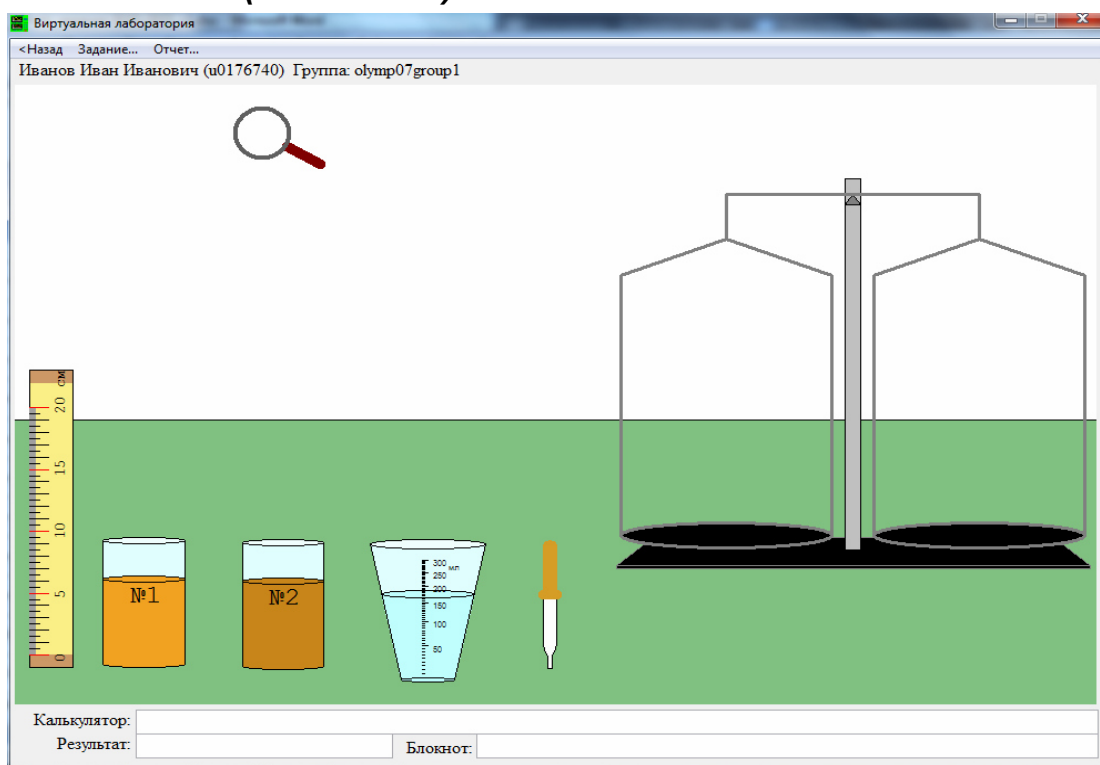 Виртуальная лаборатория
<Назад Задание... Отчет...
Иванов Иван Иванович (u0176740) Группа: olymp07group1
см
20
15
10
5
0
№1
№2
300 мл
250
200
150
100
50
Калькулятор:
Результат:
Блокнот: